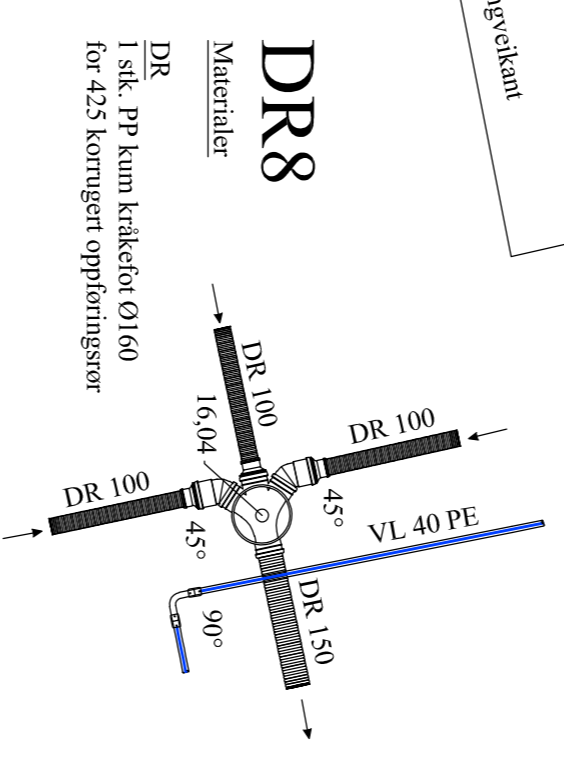 ngveikant
DR8
Materialer
DR
1 stk. PP kum kråkefot Ø160
for 425 korrugert oppføringsrør
DR 100
16,04
DR 100
45°
DR 100
45°
VL 40 PE
90°
DR 150